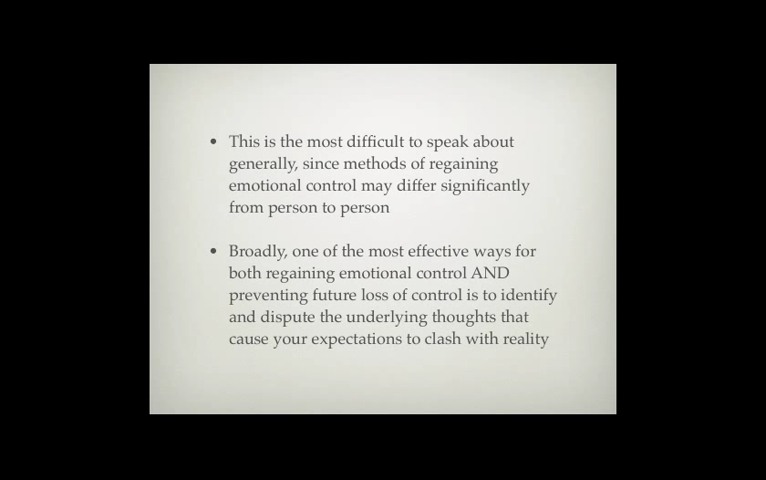 • This is the most difficult to speak about
generally, since methods of regaining
emotional control may differ significantly
from person to person
• Broadly, one of the most effective ways for
both regaining emotional control AND
preventing future loss of control is to identify
and dispute the underlying thoughts that
cause your expectations to clash with reality